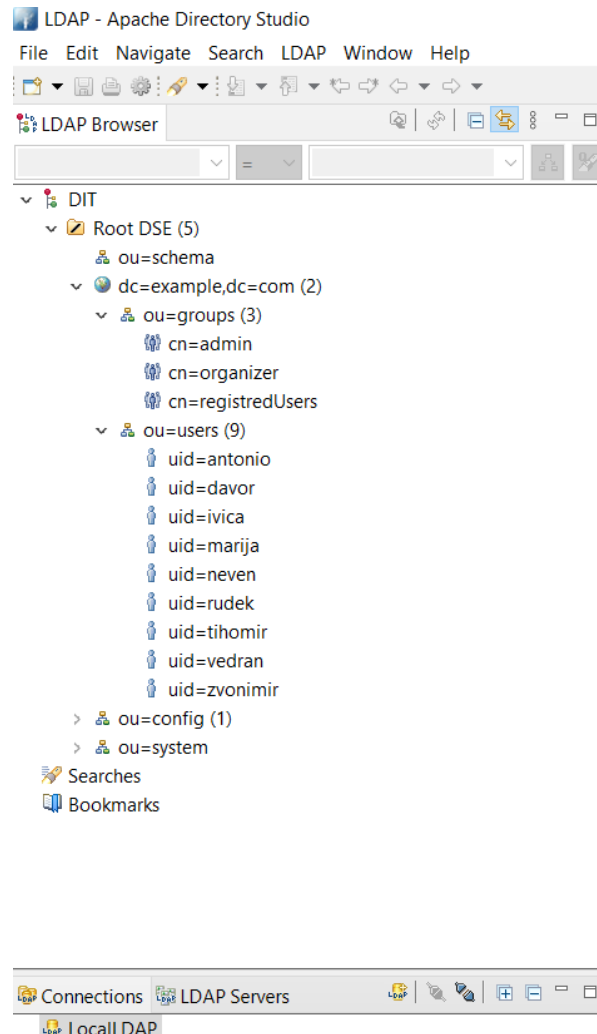 LDAP - Apache Directory Studio
File Edit Navigate Search LDAP Window Help
LDAP Browser
=
DIT
Root DSE (5)
ou=schema
dc=example,dc=com (2)
ou=groups (3)
cn=admin
cn=organizer
cn=registredUsers
ou=users (9)
uid=antonio
uid=davor
uid=ivica
uid=marija
uid=neven
uid=rudek
uid=tihomir
uid=vedran
uid=zvonimir
ou=config (1)
ou=system
Searches
Bookmarks
Connections LDAP Servers
LocalLDAP